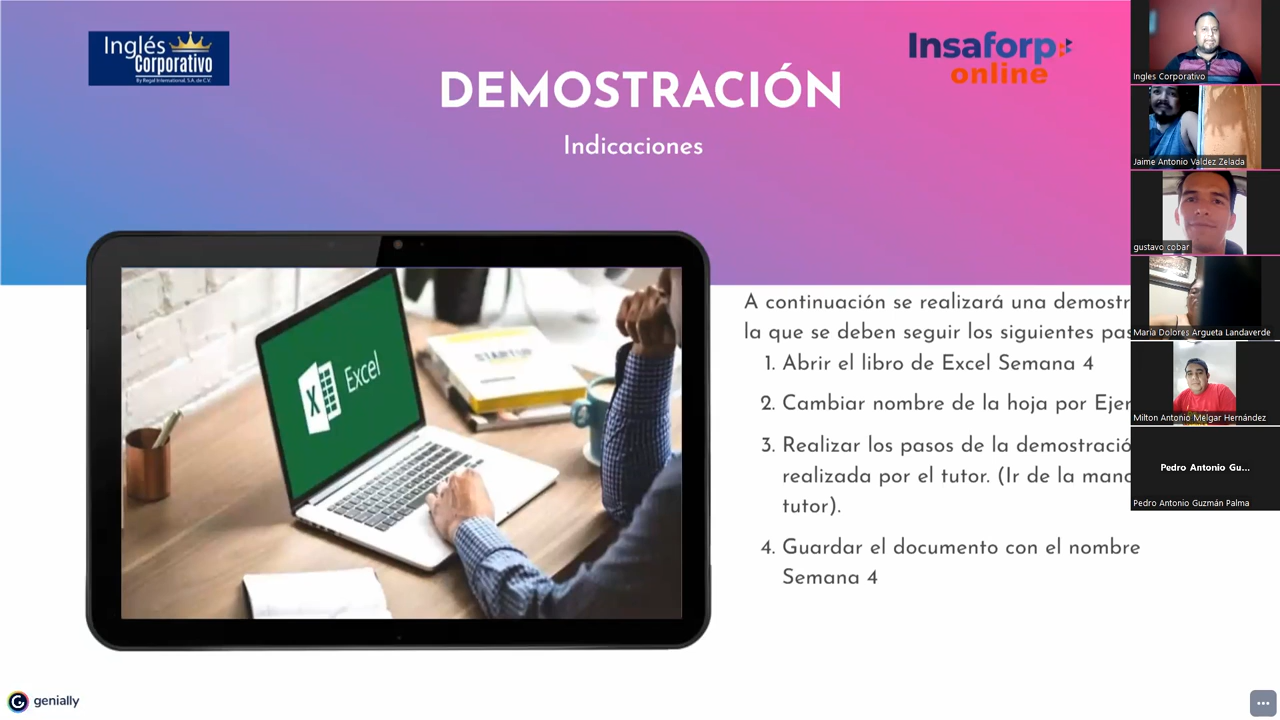 Inglés
Corporativo
By Regal International, S.A. de C.V.
Insaforp
online
DEMOSTRACIÓN
Indicaciones
Excel
STARTUP
A continuación se realizará una demostr
la que se deben seguir los siguientes pas
1. Abrir el libro de Excel Semana 4
2. Cambiar nombre de la hoja por Ejer
3. Realizar los pasos de la demostració
realizada por el tutor. (Ir de la mano
tutor).
4. Guardar el documento con el nombre
Semana 4
genially
Ingles Corporativo
Jaime Antonio Valdez Zelada
gustavo cobar
María Dolores Argueta Landaverde
Milton Antonio Melgar Hernández
Pedro Antonio Gu...
Pedro Antonio Guzmán Palma